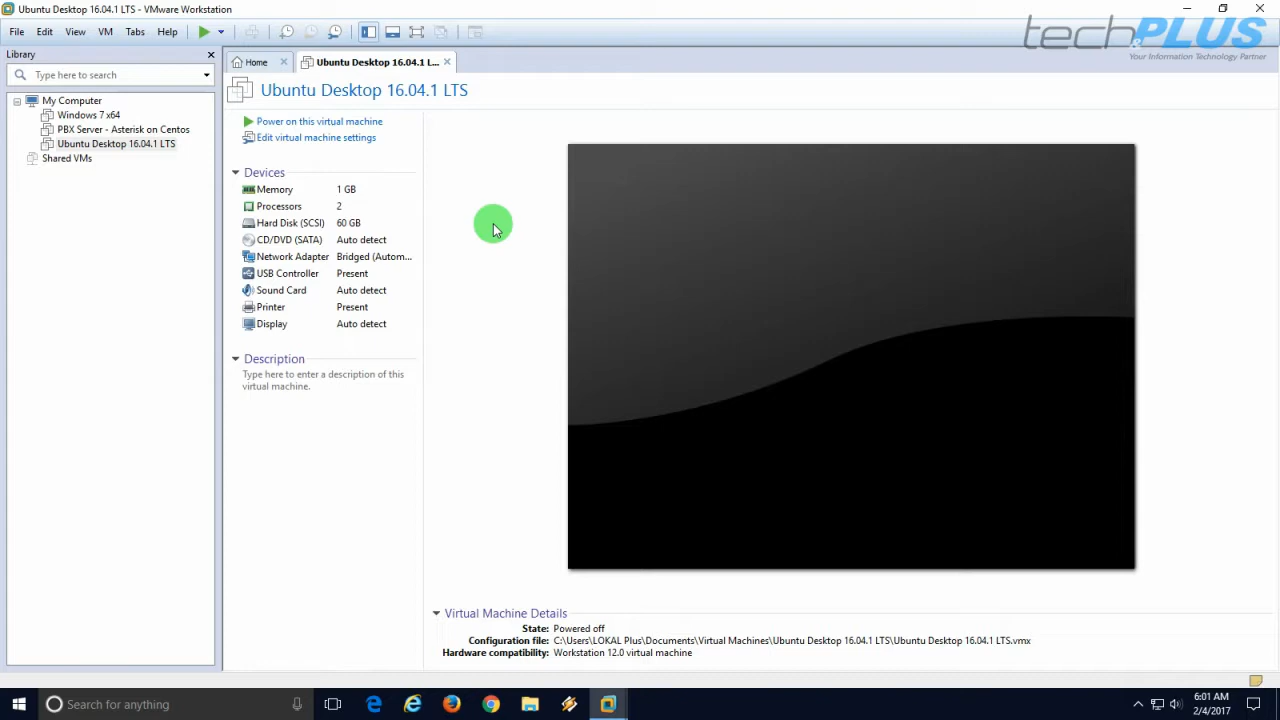 Ubuntu Desktop 16.04.1 LTS - VMware Workstation
File Edit View VM Tabs Help
tech&PLUS
Your Information Technology Partner
Library
Type here to search
My Computer
Windows 7 x64
PBX Server - Asterisk on Centos
Ubuntu Desktop 16.04.1 LTS
Shared VMs
Home
Ubuntu Desktop 16.04.1 L...
Ubuntu Desktop 16.04.1 LTS
Power on this virtual machine
Edit virtual machine settings
Devices
Memory 1 GB
Processors 2
Hard Disk (SCSI) 60 GB
CD/DVD (SATA) Auto detect
Network Adapter Bridged (Autom...
USB Controller Present
Sound Card Auto detect
Printer Present
Display Auto detect
Description
Type here to enter a description of this
virtual machine.
Virtual Machine Details
State: Powered off
Configuration file: C:\Users\LOKAL Plus\Documents\Virtual Machines\Ubuntu Desktop 16.04.1 LTS\Ubuntu Desktop 16.04.1 LTS.vmx
Hardware compatibility: Workstation 12.0 virtual machine
Search for anything
6:01 AM
2/4/2017